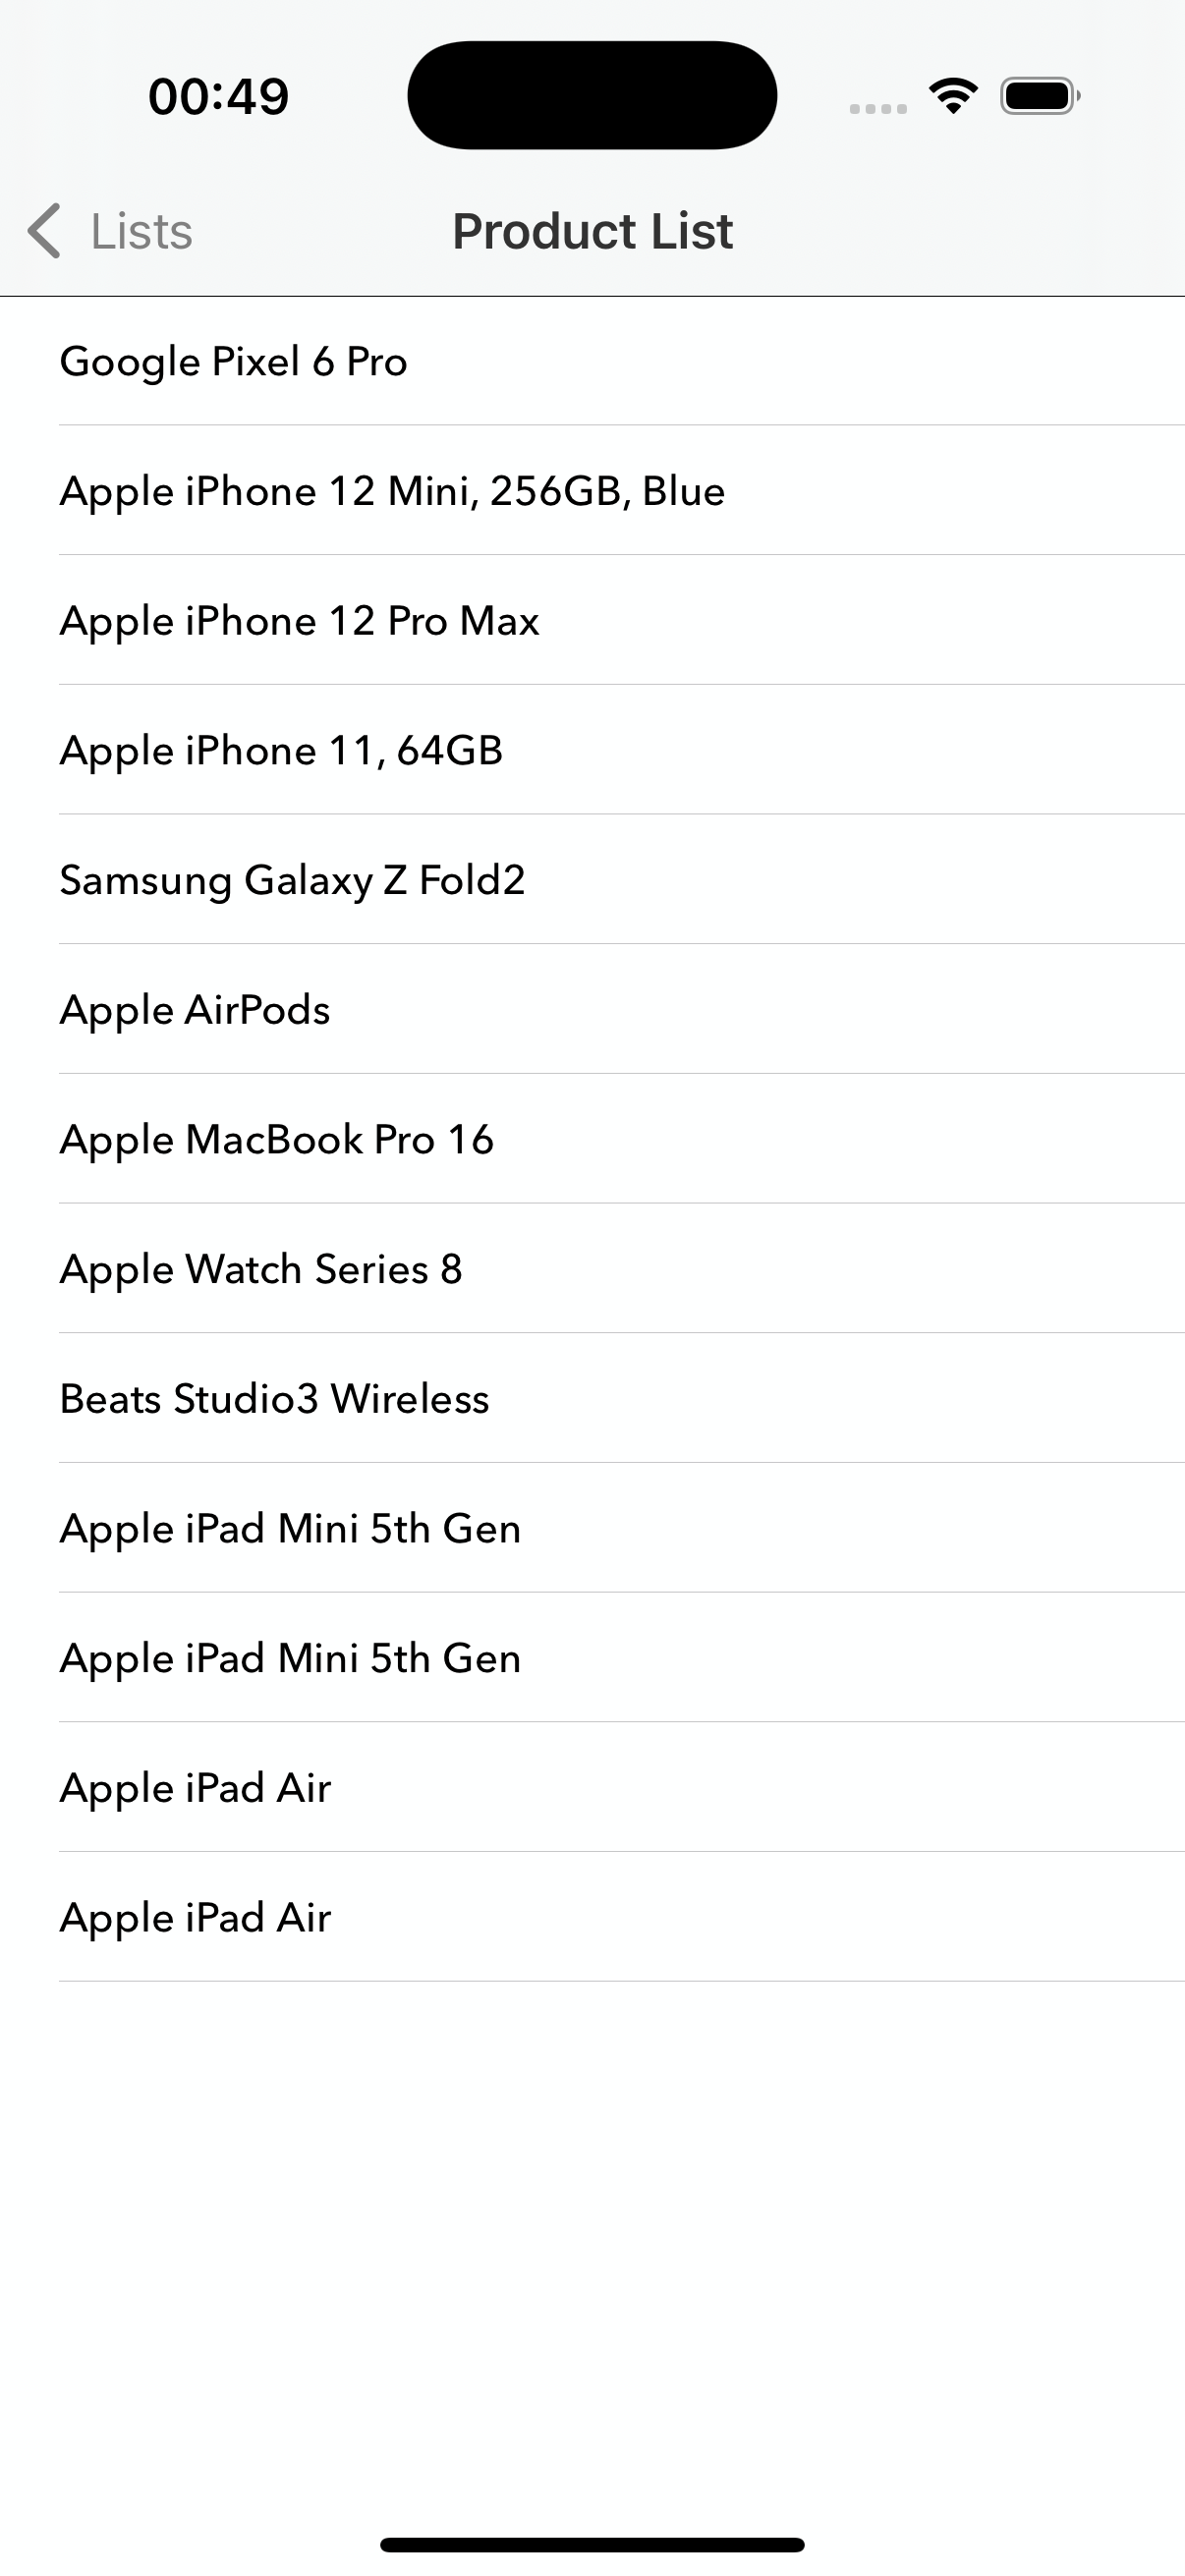 00:49
Lists
Product List
Google Pixel 6 Pro
Apple iPhone 12 Mini, 256GB, Blue
Apple iPhone 12 Pro Max
Apple iPhone 11, 64GB
Samsung Galaxy Z Fold2
Apple AirPods
Apple MacBook Pro 16
Apple Watch Series 8
Beats Studio3 Wireless
Apple iPad Mini 5th Gen
Apple iPad Mini 5th Gen
Apple iPad Air
Apple iPad Air